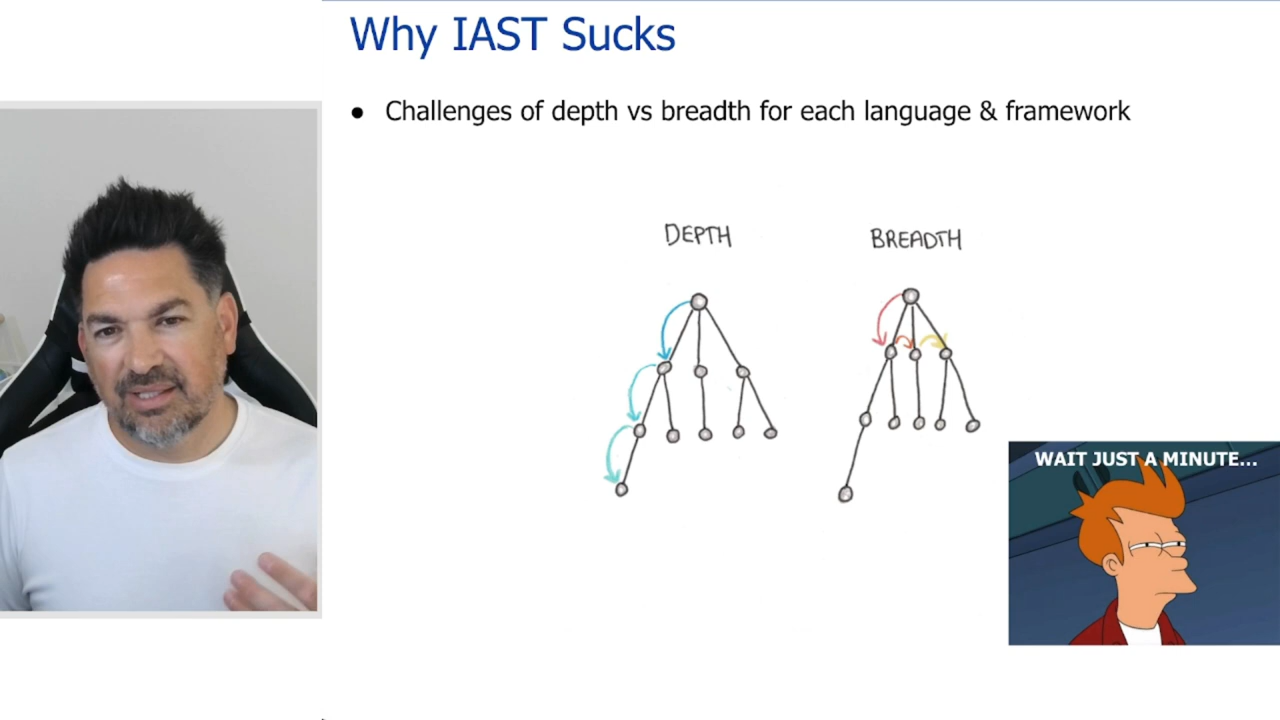 Why IAST Sucks
● Challenges of depth vs breadth for each language & framework
DEPTH
BREADTH
WAIT JUST A MINUTE...